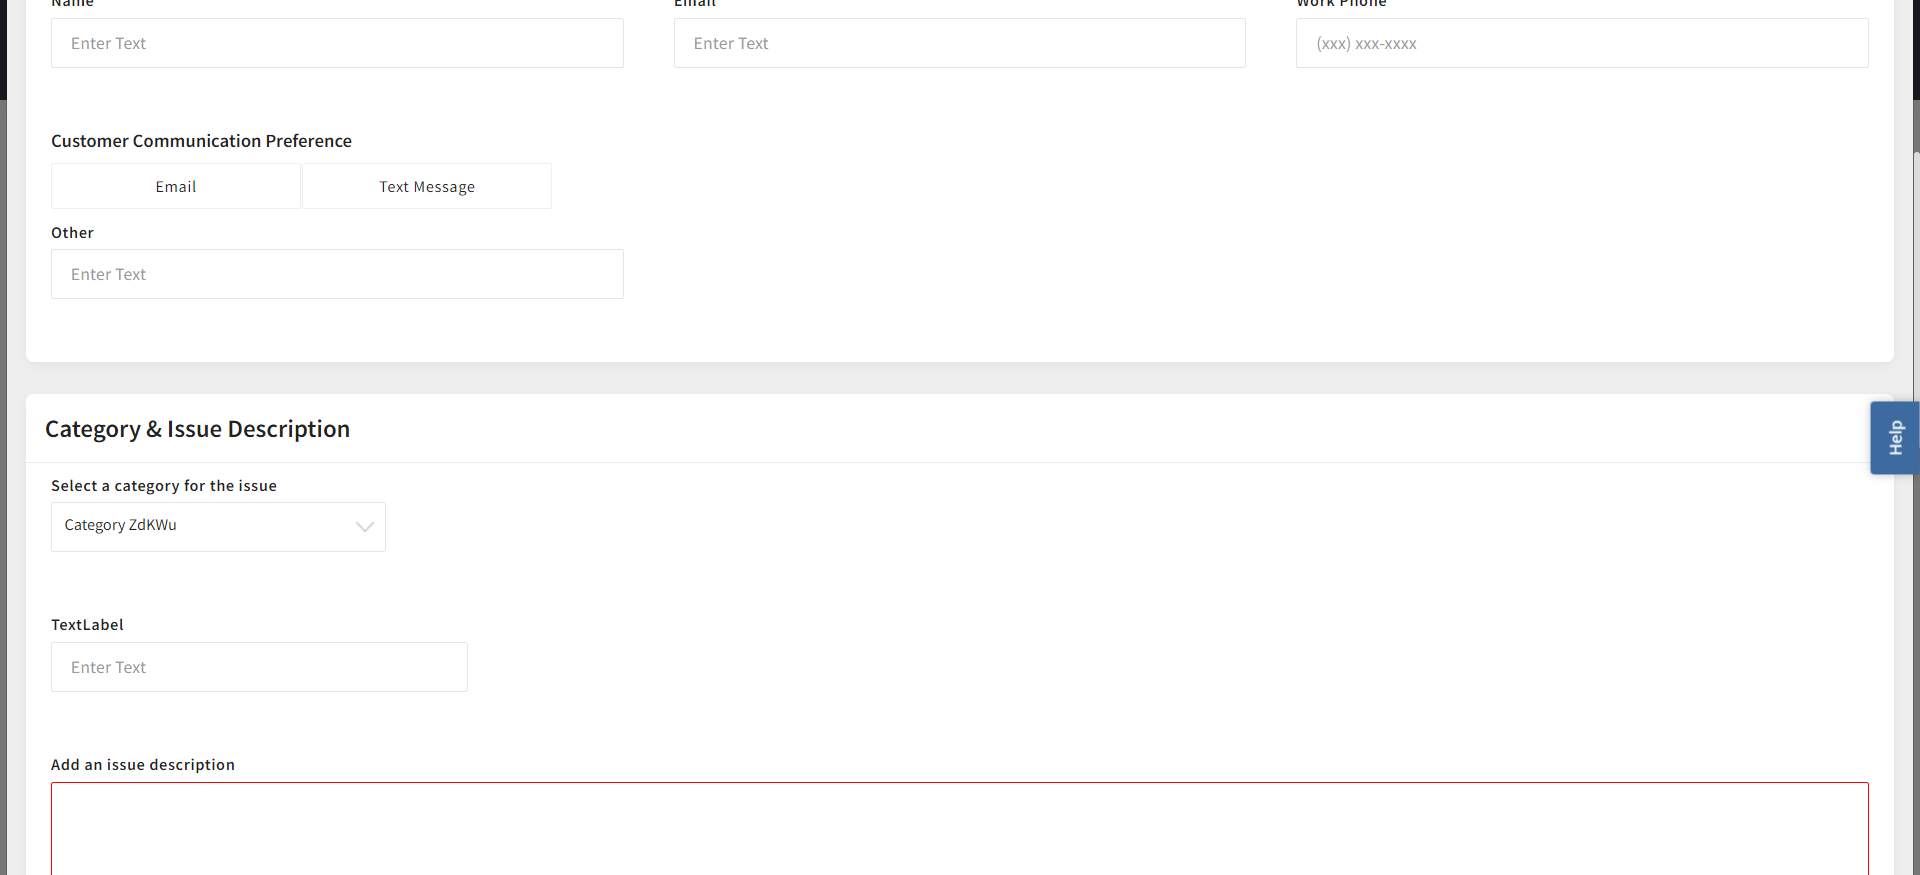 Name Email Work Phone
Enter Text Enter Text (xxx) xxx-xxxx
Customer Communication Preference
Email Text Message
Other
Enter Text
Category & Issue Description
Help
Select a category for the issue
Category ZdKWu
TextLabel
Enter Text
Add an issue description